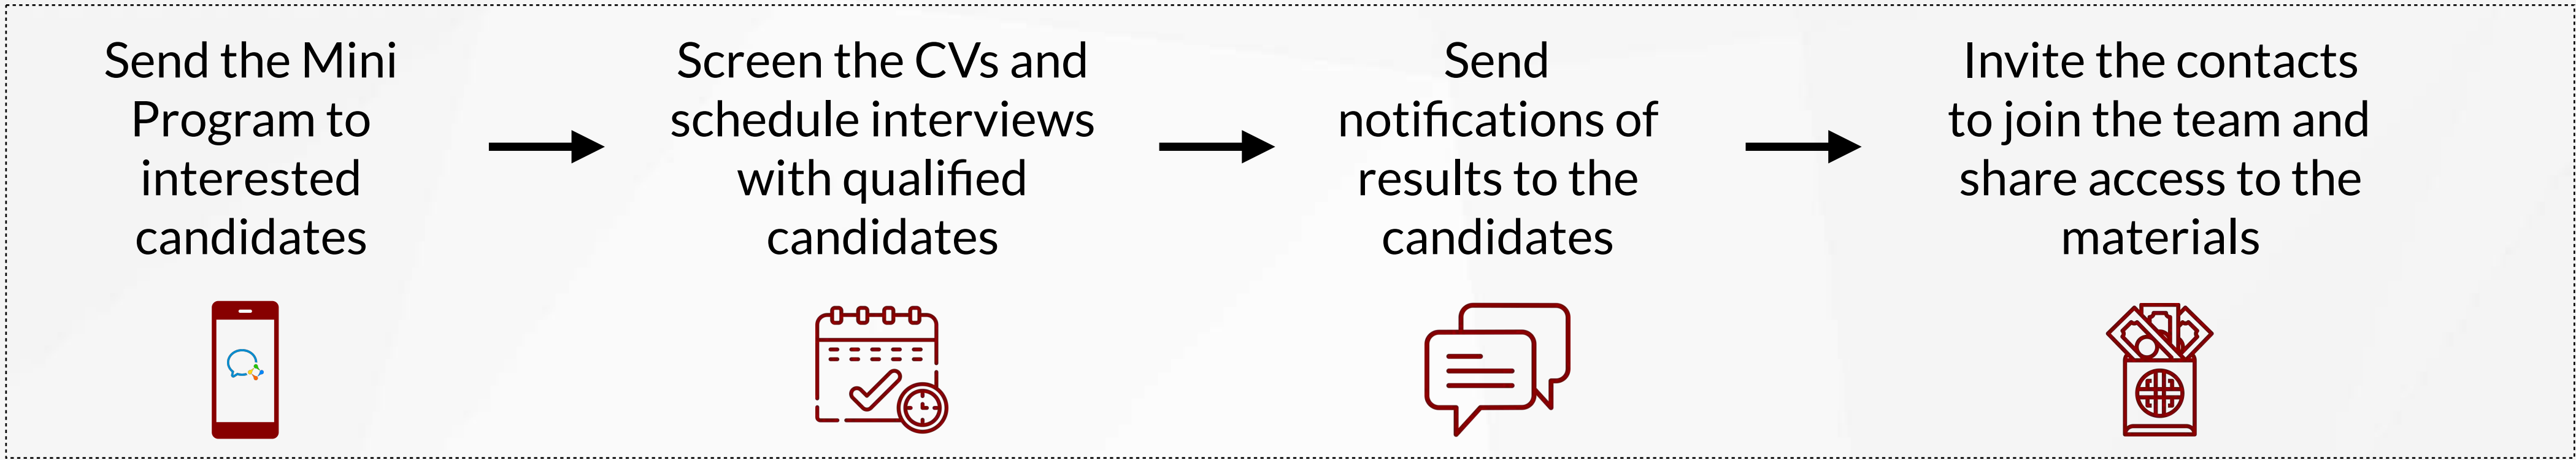 Send the Mini
Program to
interested
candidates
Screen the CVs and
schedule interviews
with qualified
candidates
Send
notifications of
results to the
candidates
Invite the contacts
to join the team and
share access to the
materials